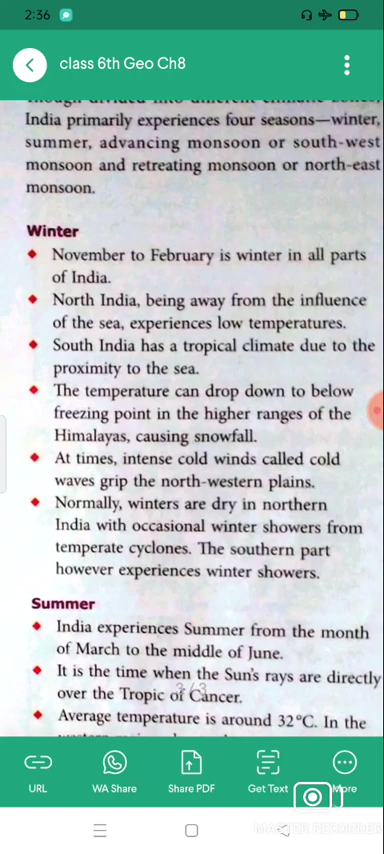 2:36
class 6th Geo Ch8
India primarily experiences four seasons—winter,
summer, advancing monsoon or south-west
monsoon and retreating monsoon or north-east
monsoon.
Winter
November to February is winter in all parts
of India.
North India, being away from the influence
of the sea, experiences low temperatures.
South India has a tropical climate due to the
proximity to the sea.
The temperature can drop down to below
freezing point in the higher ranges of the
Himalayas, causing snowfall.
At times, intense cold winds called cold
waves grip the north-western plains.
Normally, winters are dry in northern
India with occasional winter showers from
temperate cyclones. The southern part
however experiences winter showers.
Summer
India experiences Summer from the month
of March to the middle of June.
It is the time when the Sun's rays are directly
over the Tropic of Cancer.
3/3
Average temperature is around 32°C. In the
URL
WA Share
Share PDF
Get Text
More
MASTER RECORDER